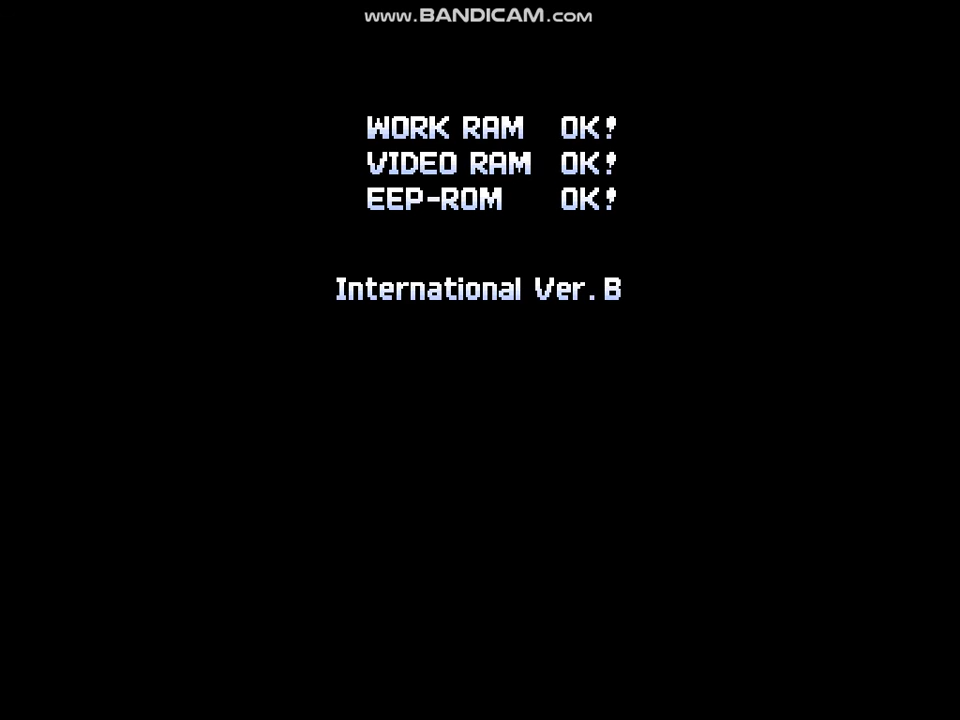 www.BANDICAM.com
WORK RAM OK!
VIDEO RAM OK!
EEP-ROM OK!
International Ver.B